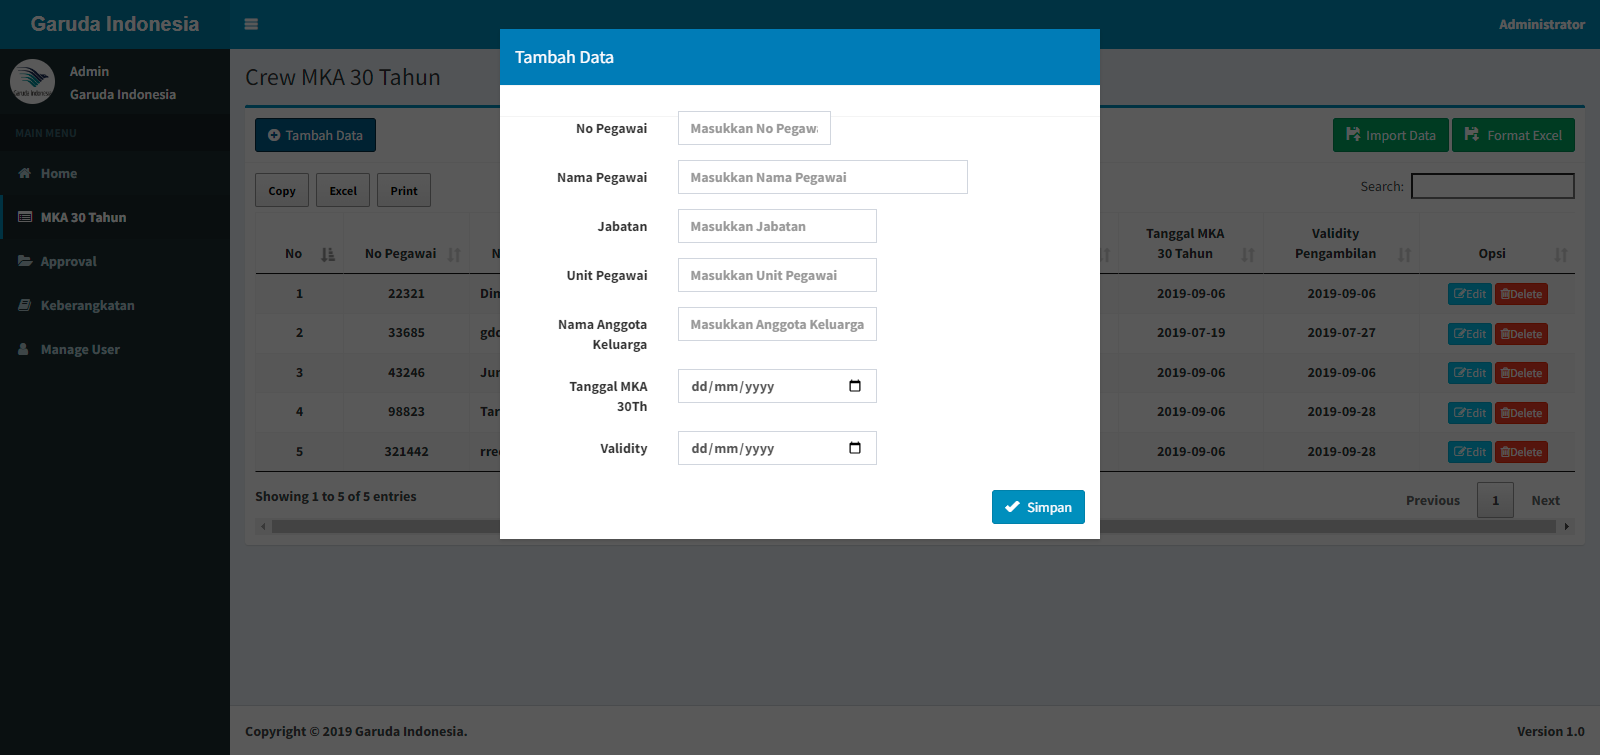 Garuda Indonesia
Administrator
Admin
Garuda Indonesia
MAIN MENU
Home
MKA 30 Tahun
Approval
Keberangkatan
Manage User
Crew MKA 30 Tahun
Tambah Data
Import Data
Format Excel
Copy
Excel
Print
Search:
No
No Pegawai
N
Tanggal MKA
30 Tahun
Validity
Pengambilan
Opsi
1 22321 Din 2019-09-06 2019-09-06 Edit Delete
2 33685 gdc 2019-07-19 2019-07-27 Edit Delete
3 43246 Jur 2019-09-06 2019-09-06 Edit Delete
4 98823 Tar 2019-09-06 2019-09-28 Edit Delete
5 321442 rre 2019-09-06 2019-09-28 Edit Delete
Showing 1 to 5 of 5 entries
Previous 1 Next
Tambah Data
No Pegawai Masukkan No Pegaw
Nama Pegawai Masukkan Nama Pegawai
Jabatan Masukkan Jabatan
Unit Pegawai Masukkan Unit Pegawai
Nama Anggota
Keluarga
Masukkan Anggota Keluarga
Tanggal MKA
30Th
dd/mm/yyyy
Validity dd/mm/yyyy
Simpan
Copyright © 2019 Garuda Indonesia.
Version 1.0